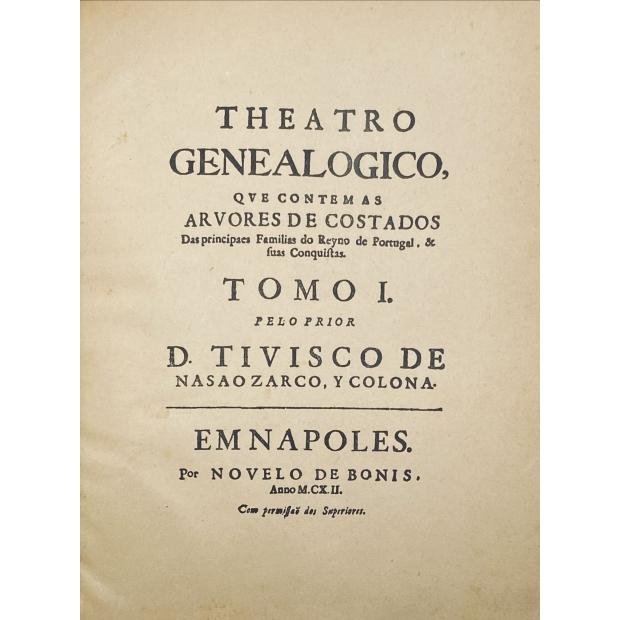 THEATRO
GENEALOGICO,
QVE CONTEM AS
ARVORES DE COSTADOS
Das principaes Familias do Reyno de Portugal, &
suas Conquistas.
TOMO I.
PELO PRIOR
D. TIVISCO DE
NASAO ZARCO, Y COLONA.
EM NAPOLES.
Por NOVELO DE BONIS.
Anno M.CX.II.
Com permissaõ dos Superiores.